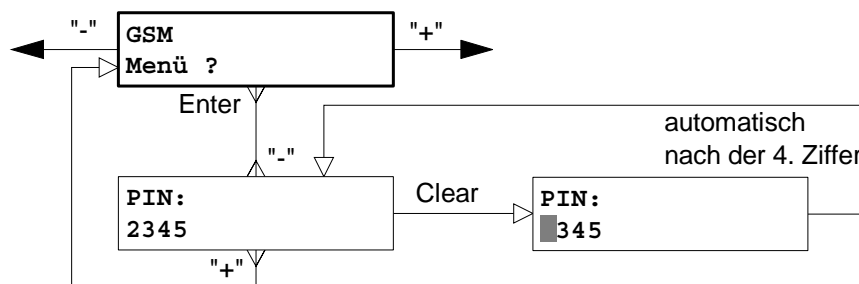 "-"
GSM
Menü ?
"+"
Enter
"-"
automatisch
nach der 4. Ziffer
PIN:
2345
Clear
PIN:
345
"+"